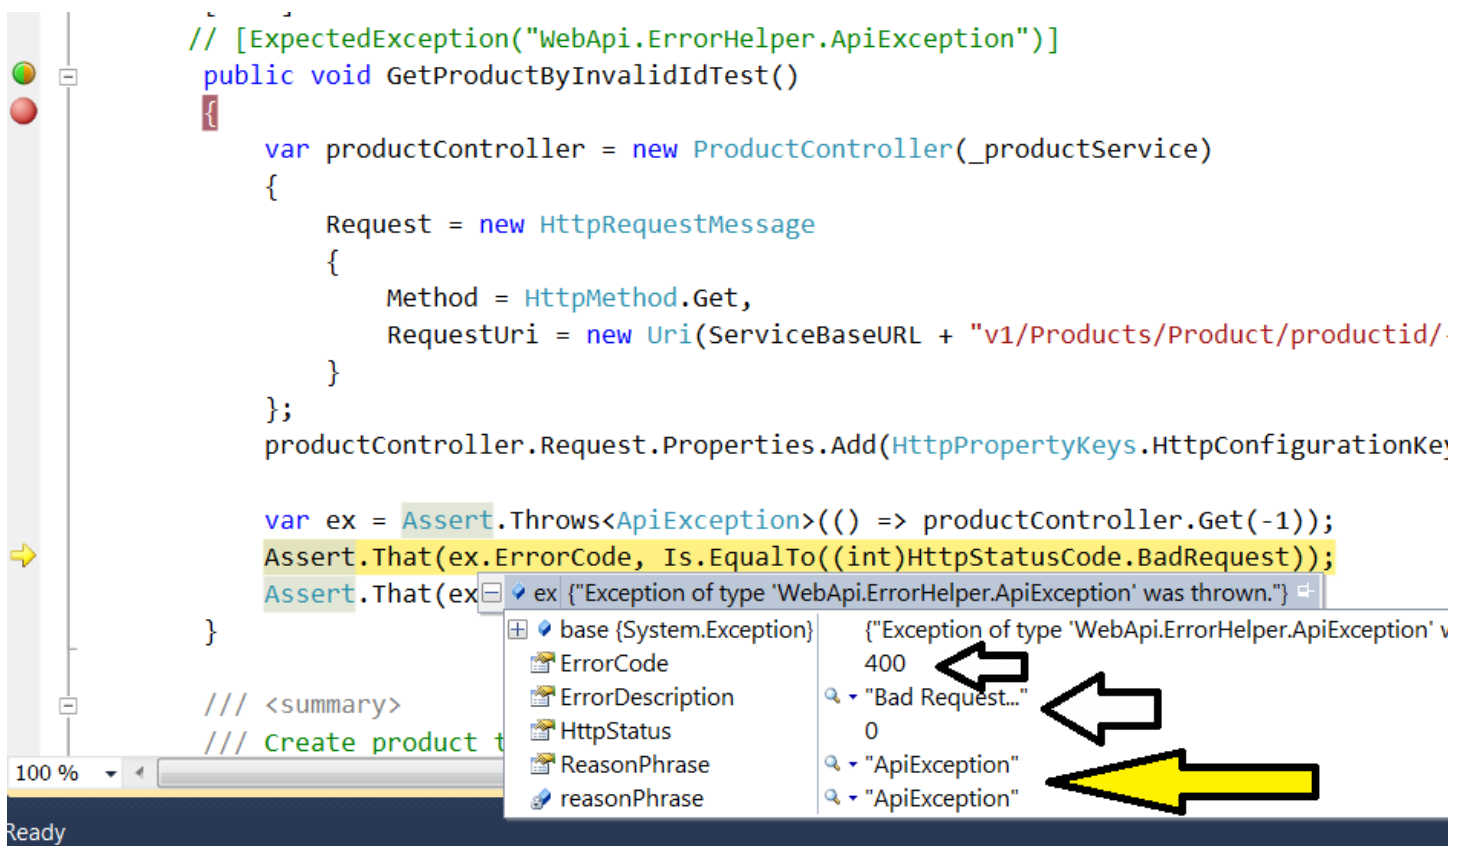 // [ExpectedException("WebApi.ErrorHelper.ApiException")]
public void GetProductByInvalidIdTest()
{
var productController = new ProductController(_productService)
{
Request = new HttpRequestMessage
{
Method = HttpMethod.Get,
RequestUri = new Uri(ServiceBaseURL + "v1/Products/Product/productid/-
}
};
productController.Request.Properties.Add(HttpPropertyKeys.HttpConfigurationKey
var ex = Assert.Throws<ApiException>(() => productController.Get(-1));
Assert.That(ex.ErrorCode, Is.EqualTo((int)HttpStatusCode.BadRequest));
Assert.That(ex ex {"Exception of type 'WebApi.ErrorHelper.ApiException' was thrown."}
} base {System.Exception} {"Exception of type 'WebApi.ErrorHelper.ApiException'
ErrorCode 400
/// <summary> ErrorDescription "Bad Request..."
/// Create product t HttpStatus 0
100 % ReasonPhrase "ApiException"
reasonPhrase "ApiException"
Ready